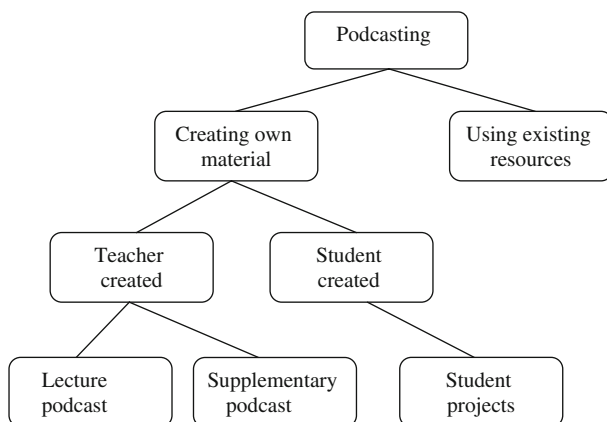 Podcasting
Creating own
material
Using existing
resources
Teacher
created
Student
created
Lecture
podcast
Supplementary
podcast
Student
projects